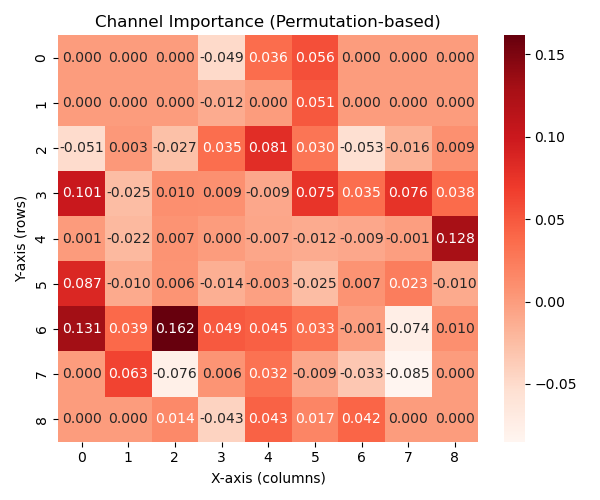 Channel Importance (Permutation-based)
0 0.000 0.000 0.000 -0.049 0.036 0.056 0.000 0.000 0.000
1 0.000 0.000 0.000 -0.012 0.000 0.051 0.000 0.000 0.000
2 -0.051 0.003 -0.027 0.035 0.081 0.030 -0.053 -0.016 0.009
3 0.101 -0.025 0.010 0.009 -0.009 0.075 0.035 0.076 0.038
4 0.001 -0.022 0.007 0.000 -0.007 -0.012 -0.009 -0.001 0.128
5 0.087 -0.010 0.006 -0.014 -0.003 -0.025 0.007 0.023 -0.010
6 0.131 0.039 0.162 0.049 0.045 0.033 -0.001 -0.074 0.010
7 0.000 0.063 -0.076 0.006 0.032 -0.009 -0.033 -0.085 0.000
8 0.000 0.000 0.014 -0.043 0.043 0.017 0.042 0.000 0.000
0 1 2 3 4 5 6 7 8
X-axis (columns)
Y-axis (rows)
0.15
0.10
0.05
0.00
−0.05